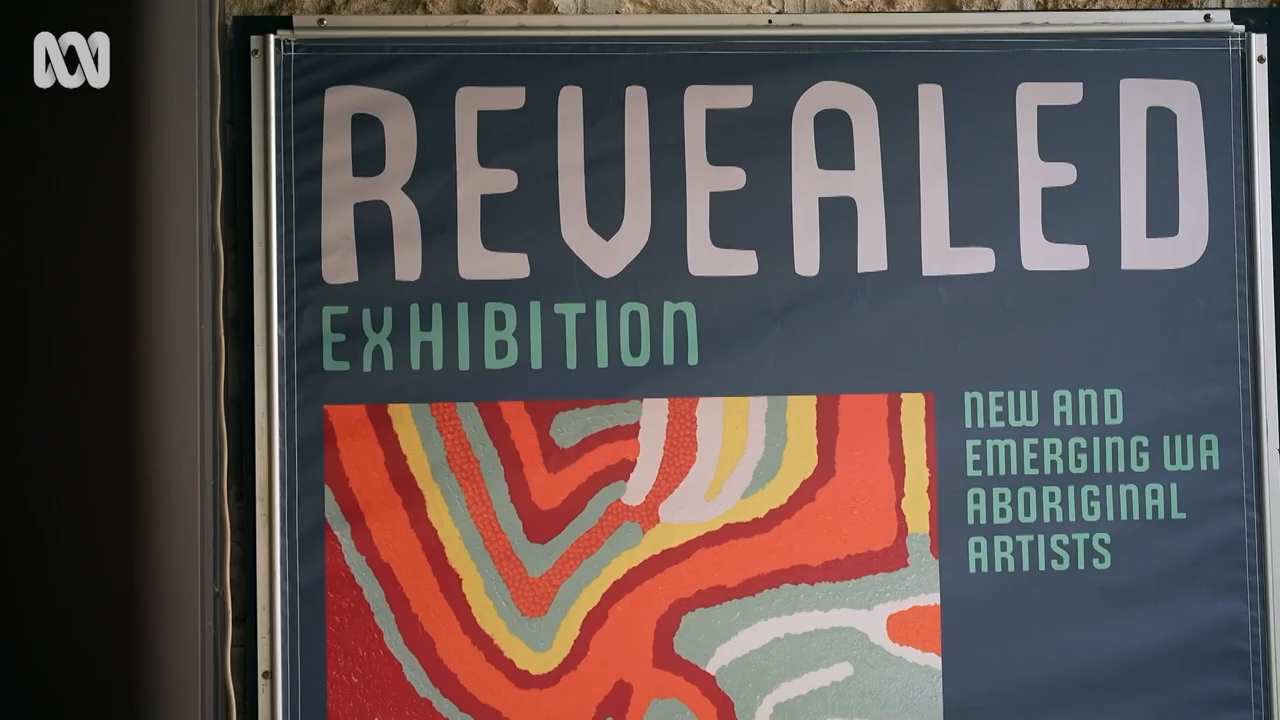 REVEALED
EXHIBITION
NEW AND
EMERGING WA
ABORIGINAL
ARTISTS